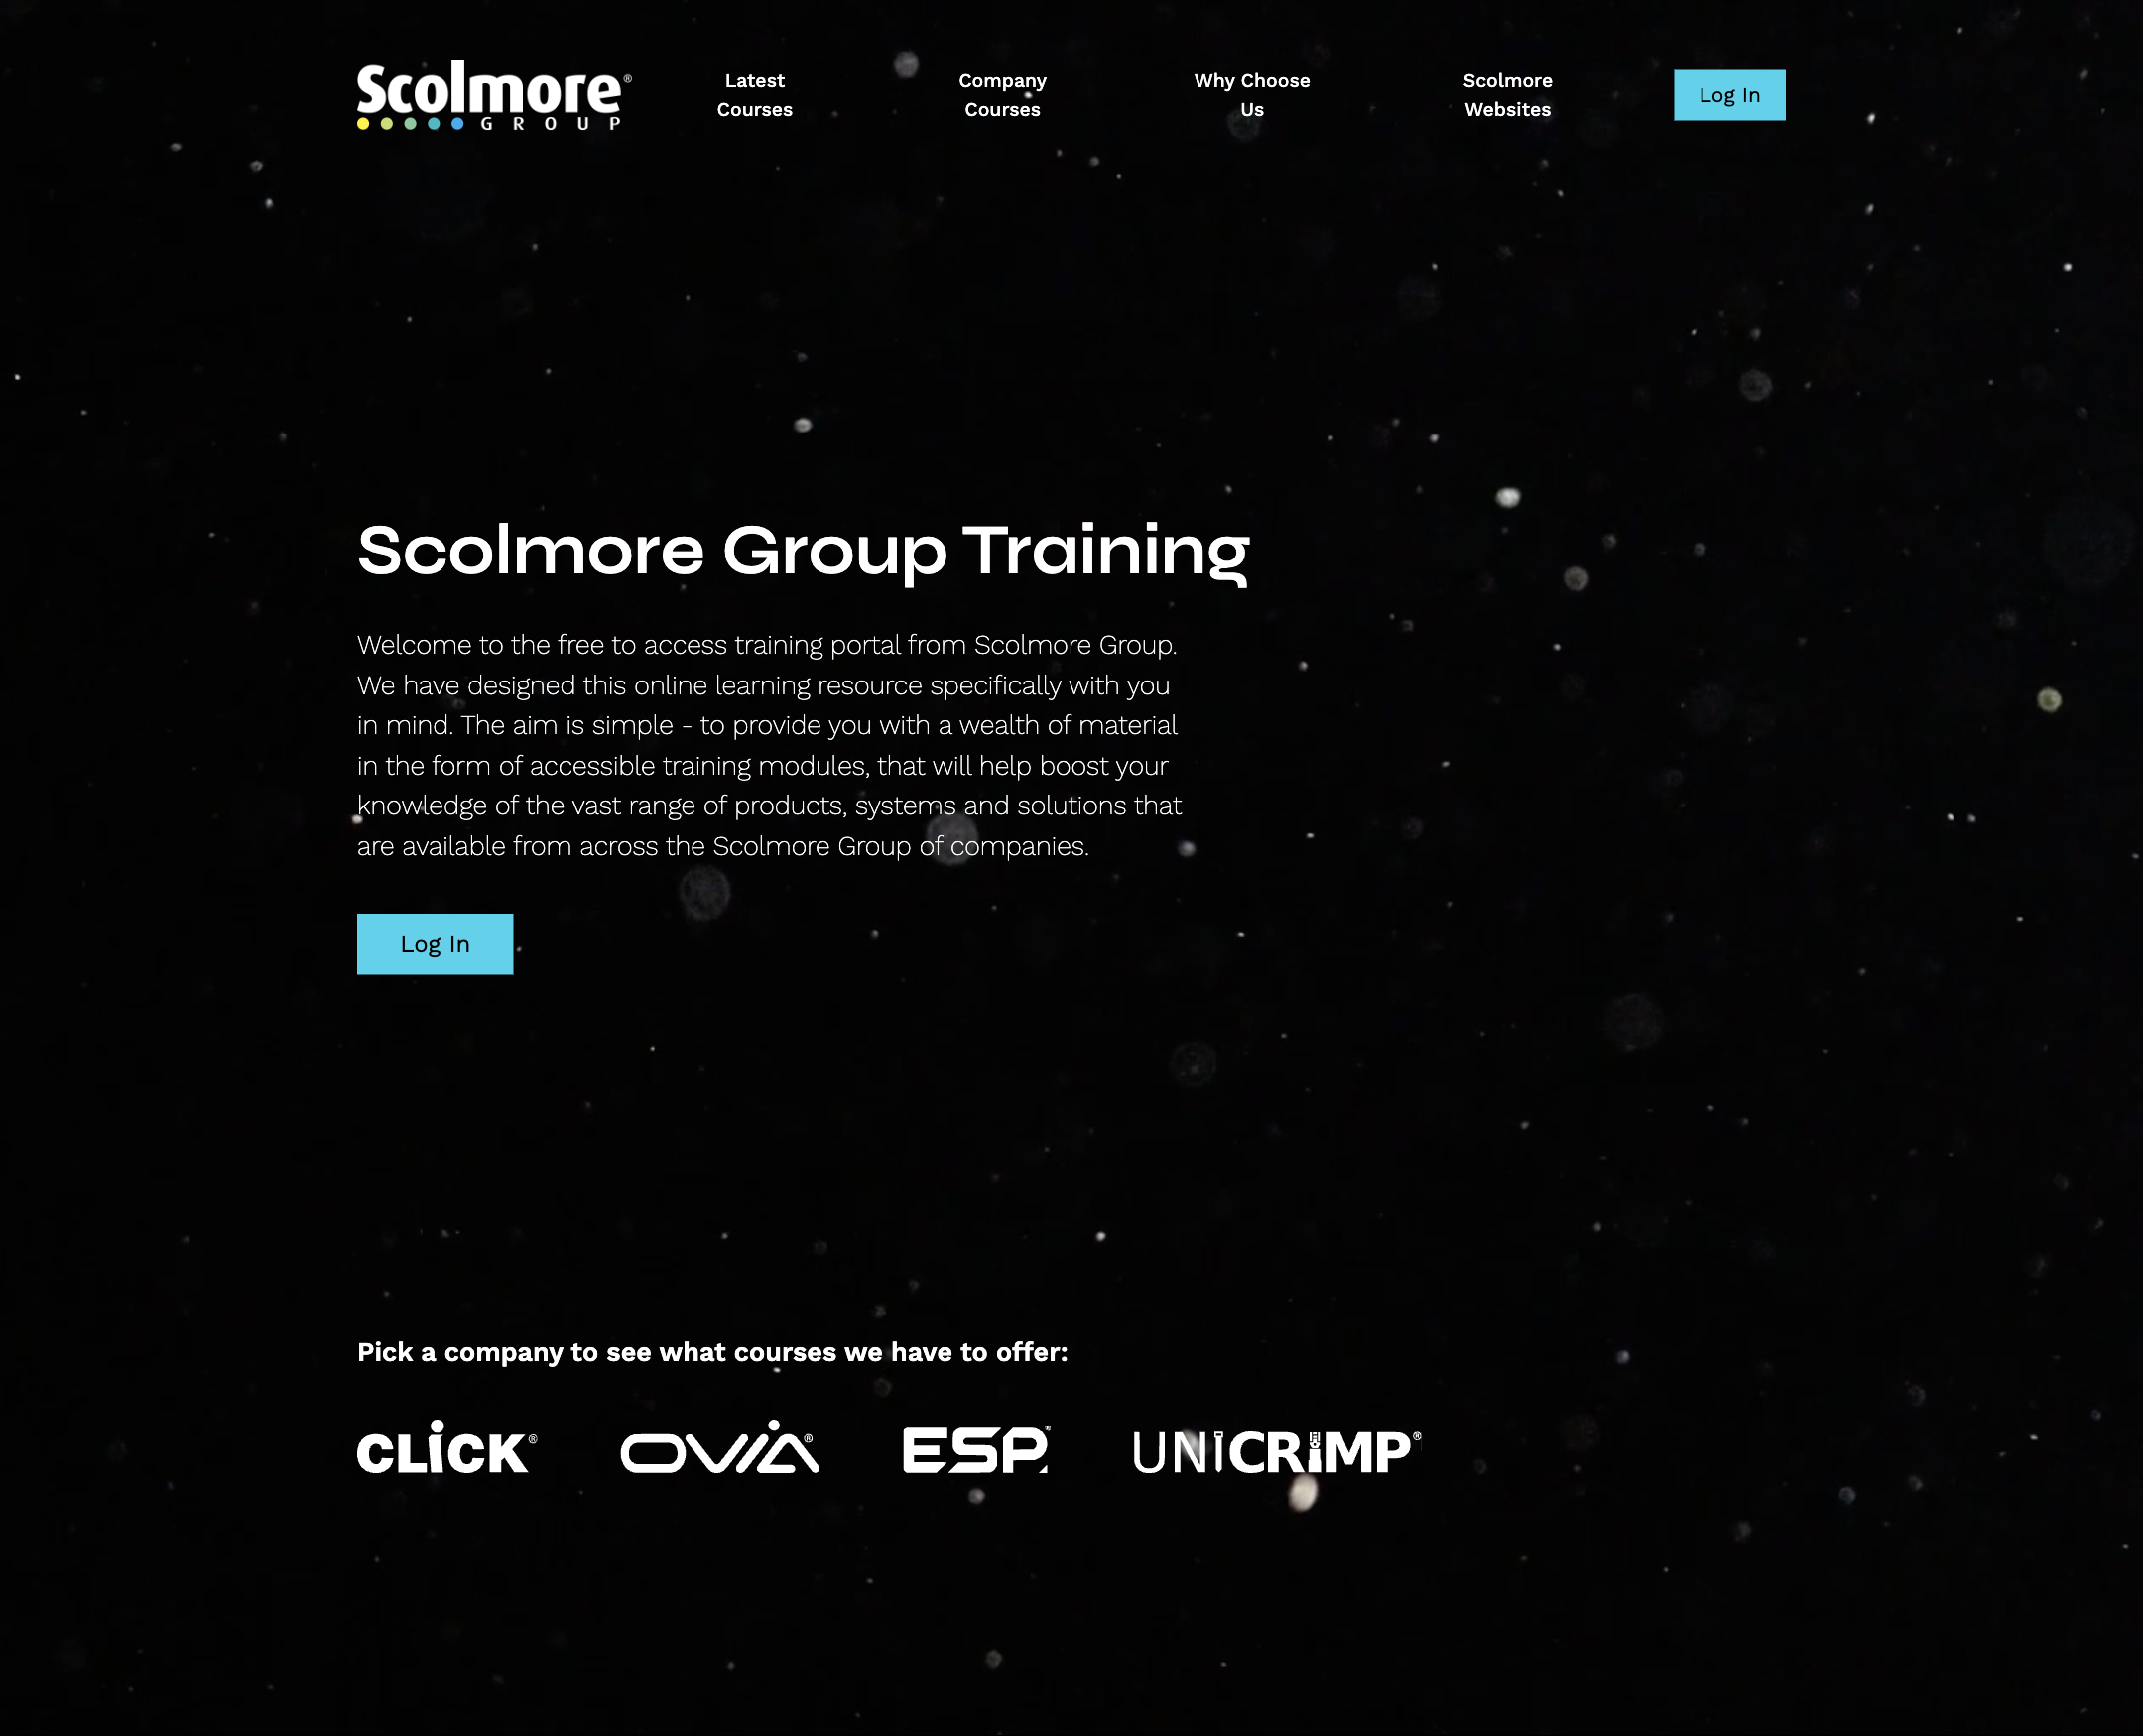 Scolmore®
GROUP
Latest
Courses
Company
Courses
Why Choose
Us
Scolmore
Websites
Log In
Scolmore Group Training
Welcome to the free to access training portal from Scolmore Group.
We have designed this online learning resource specifically with you
in mind. The aim is simple - to provide you with a wealth of material
in the form of accessible training modules, that will help boost your
knowledge of the vast range of products, systems and solutions that
are available from across the Scolmore Group of companies.
Log In
Pick a company to see what courses we have to offer:
CLiCK® OViA® ESP® UNiCRiMP®